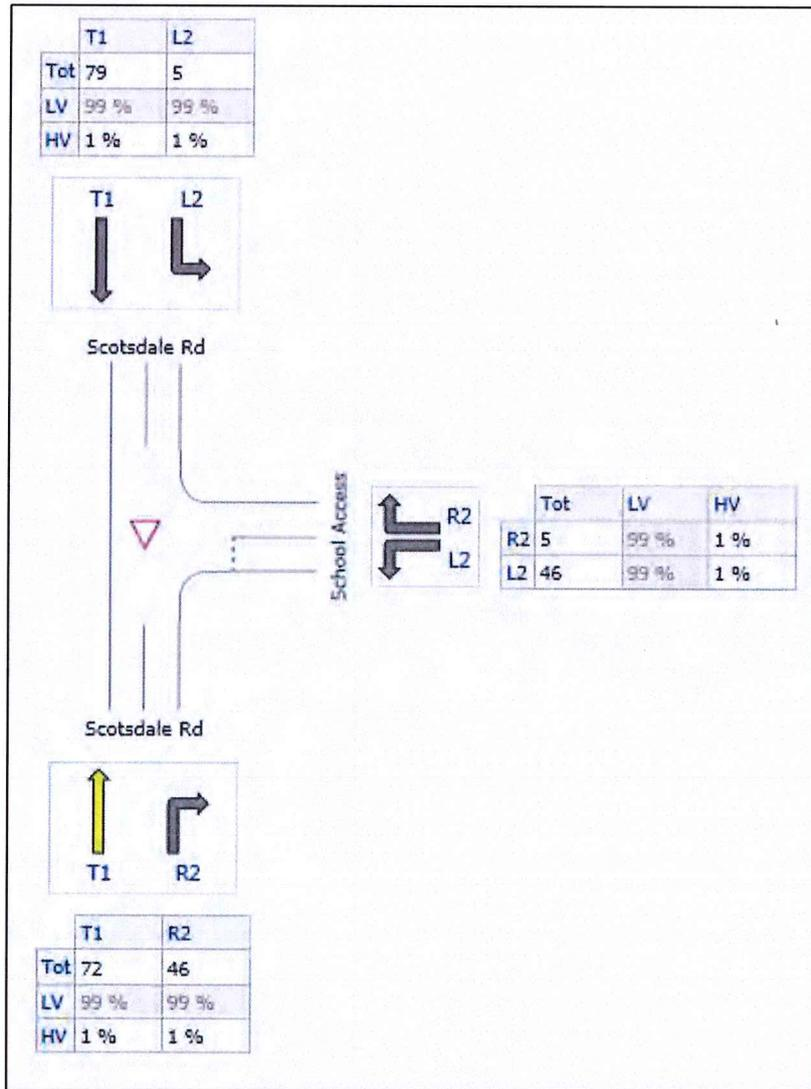 T1 L2
Tot 79 5
LV 99 % 99 %
HV 1 % 1 %
T1 L2
Scotsdale Rd
School Access
R2
L2
Tot LV HV
R2 5 99 % 1 %
L2 46 99 % 1 %
Scotsdale Rd
T1 R2
T1 R2
Tot 72 46
LV 99 % 99 %
HV 1 % 1 %